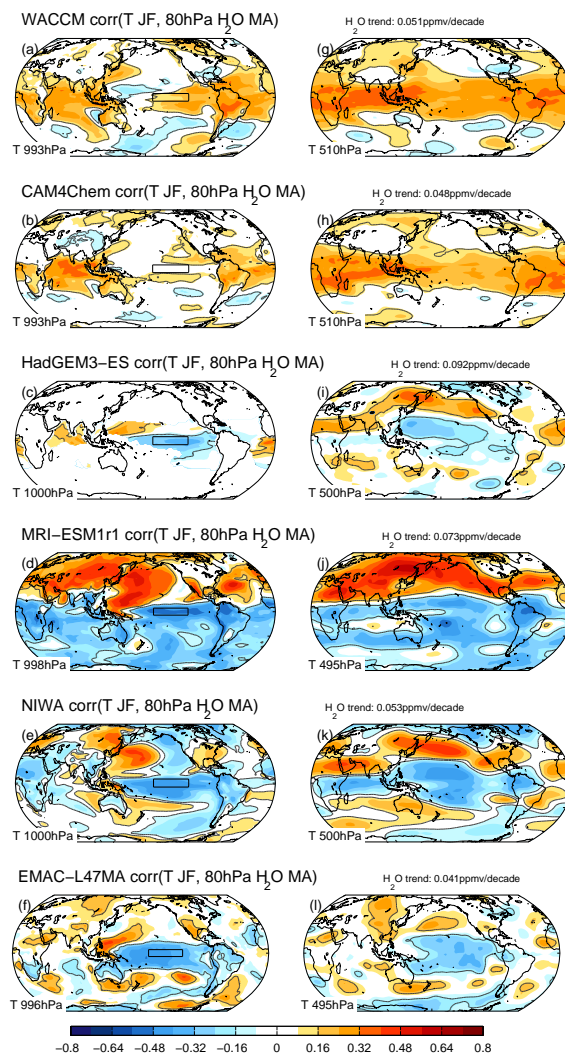 WACCM corr(T JF, 80hPa H2O MA)
H2O trend: 0.051ppmv/decade
(a)
(g)
T 993hPa
T 510hPa
CAM4Chem corr(T JF, 80hPa H2O MA)
H2O trend: 0.048ppmv/decade
(b)
(h)
T 993hPa
T 510hPa
HadGEM3−ES corr(T JF, 80hPa H2O MA)
H2O trend: 0.092ppmv/decade
(c)
(i)
T 1000hPa
T 500hPa
MRI−ESM1r1 corr(T JF, 80hPa H2O MA)
H2O trend: 0.073ppmv/decade
(d)
(j)
T 998hPa
T 495hPa
NIWA corr(T JF, 80hPa H2O MA)
H2O trend: 0.053ppmv/decade
(e)
(k)
T 1000hPa
T 500hPa
EMAC−L47MA corr(T JF, 80hPa H2O MA)
H2O trend: 0.041ppmv/decade
(f)
(l)
T 996hPa
T 495hPa
−0.8 −0.64 −0.48 −0.32 −0.16 0 0.16 0.32 0.48 0.64 0.8